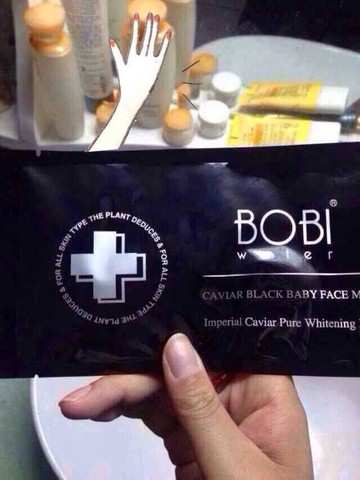 THE PLANT DEDUCES & FOR ALL SKIN TYPE THE PLANT DEDUCES & FOR ALL SKIN TYPE
BOBI®
water
CAVIAR BLACK BABY FACE M
Imperial Caviar Pure Whitening